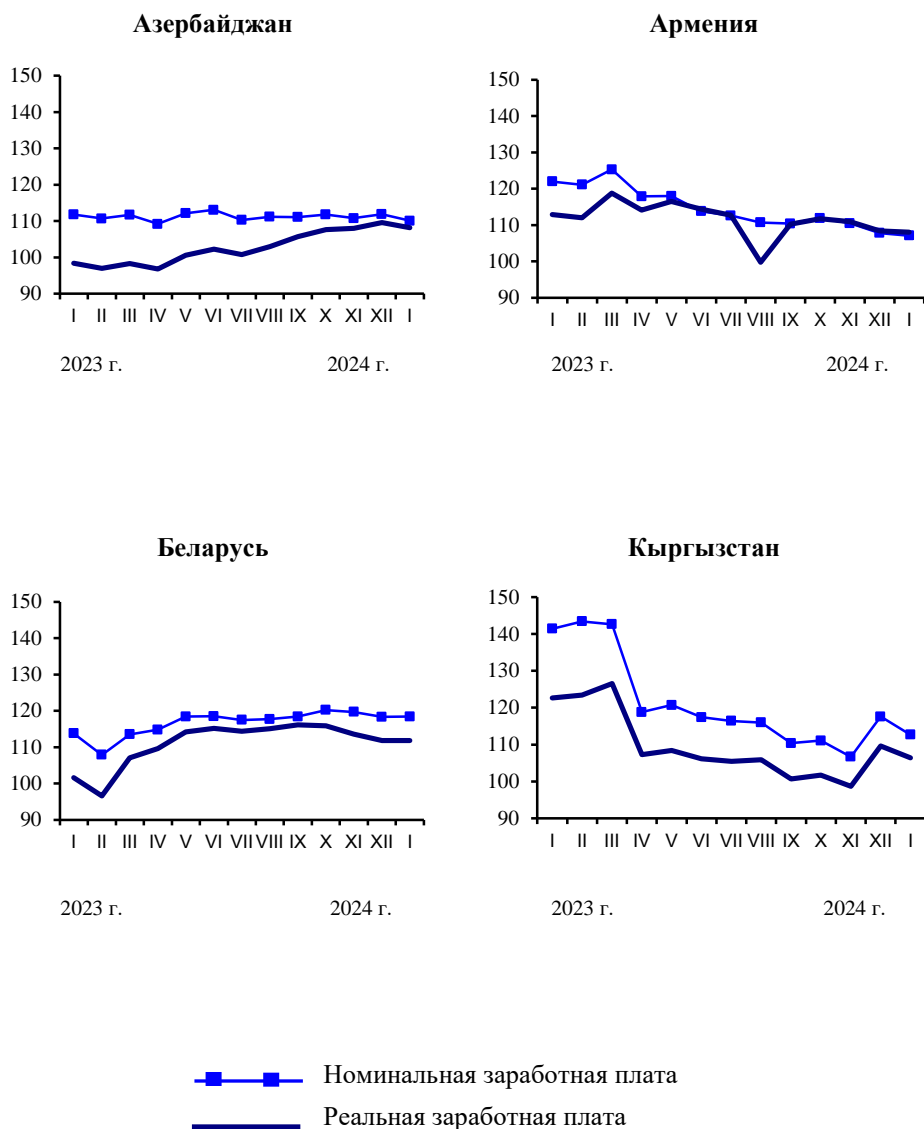 Азербайджан
150
140
130
120
110
100
90
I II III IV V VI VII VIII IX X XI XII I
2023 г. 2024 г.
Армения
150
140
130
120
110
100
90
I II III IV V VI VII VIII IX X XI XII I
2023 г. 2024 г.
Беларусь
150
140
130
120
110
100
90
I II III IV V VI VII VIII IX X XI XII I
2023 г. 2024 г.
Кыргызстан
150
140
130
120
110
100
90
I II III IV V VI VII VIII IX X XI XII I
2023 г. 2024 г.
Номинальная заработная плата
Реальная заработная плата